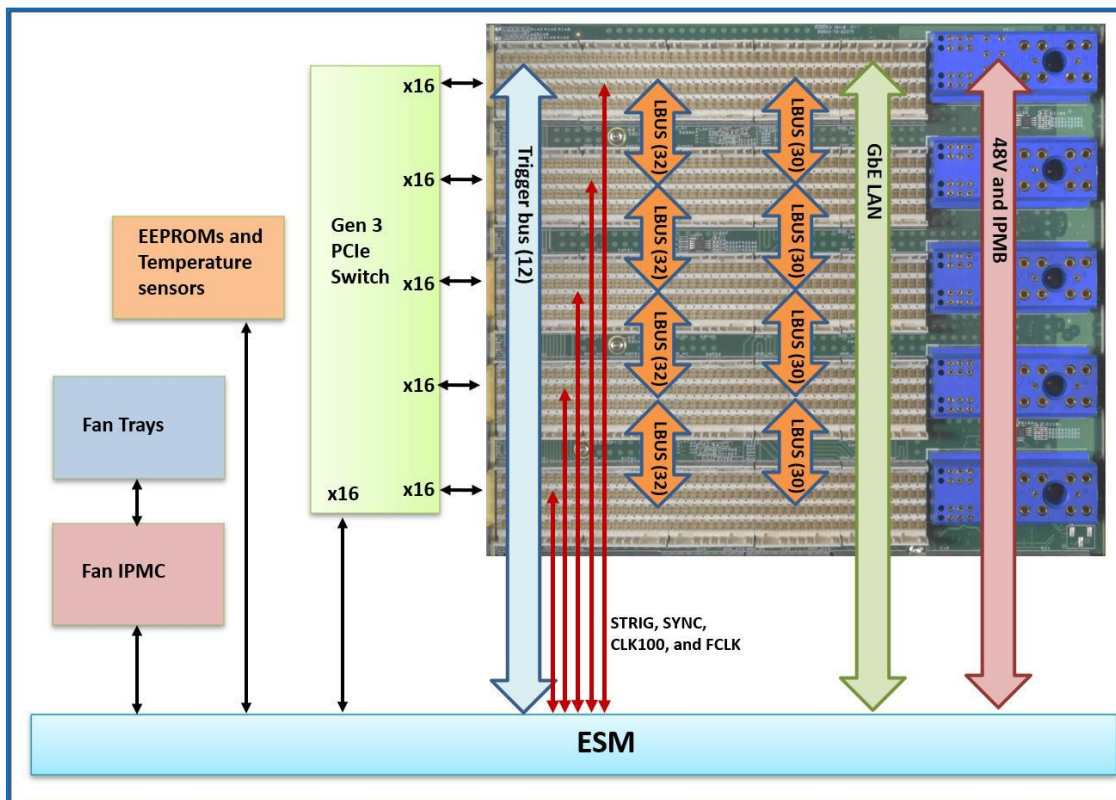 x16
x16
x16
x16
x16
x16
Gen 3
PCIe
Switch
EEPROMs and
Temperature
sensors
Fan Trays
Fan IPMC
Trigger bus (12)
LBUS (32)
LBUS (32)
LBUS (32)
LBUS (32)
LBUS (30)
LBUS (30)
LBUS (30)
LBUS (30)
GbE LAN
48V and IPMB
STRIG, SYNC,
CLK100, and FCLK
ESM